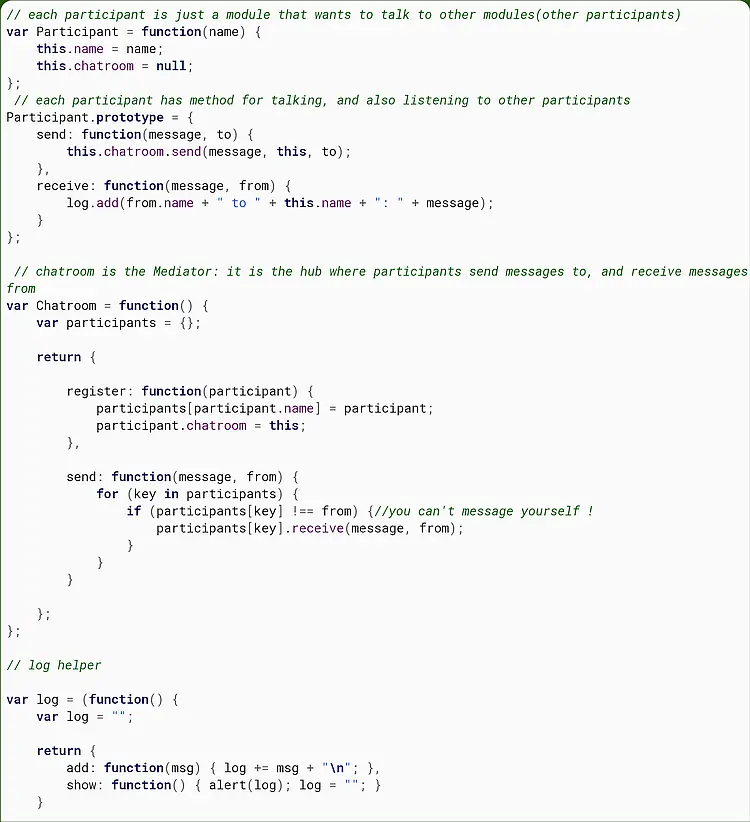 // each participant is just a module that wants to talk to other modules(other participants)
var Participant = function(name) {
    this.name = name;
    this.chatroom = null;
};
 // each participant has method for talking, and also listening to other participants
Participant.prototype = {
    send: function(message, to) {
        this.chatroom.send(message, this, to);
    },
    receive: function(message, from) {
        log.add(from.name + " to " + this.name + ": " + message);
    }
};

 // chatroom is the Mediator: it is the hub where participants send messages to, and receive messages
from
var Chatroom = function() {
    var participants = {};

    return {

        register: function(participant) {
            participants[participant.name] = participant;
            participant.chatroom = this;
        },

        send: function(message, from) {
            for (key in participants) {
                if (participants[key] !== from) {//you can't message yourself !
                    participants[key].receive(message, from);
                }
            }
        }

    };
};

// log helper

var log = (function() {
    var log = "";

    return {
        add: function(msg) { log += msg + "\n"; },
        show: function() { alert(log); log = ""; }
    }